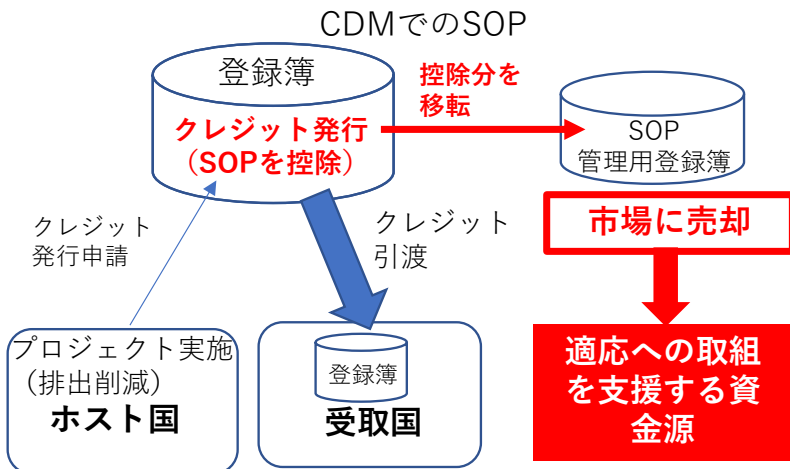 CDMでのSOP
登録簿
クレジット発行
（SOPを控除）
控除分を
移転
SOP
管理用登録簿
市場に売却
クレジット
発行申請
クレジット
引渡
プロジェクト実施
（排出削減）
ホスト国
登録簿
受取国
適応への取組
を支援する資
金源